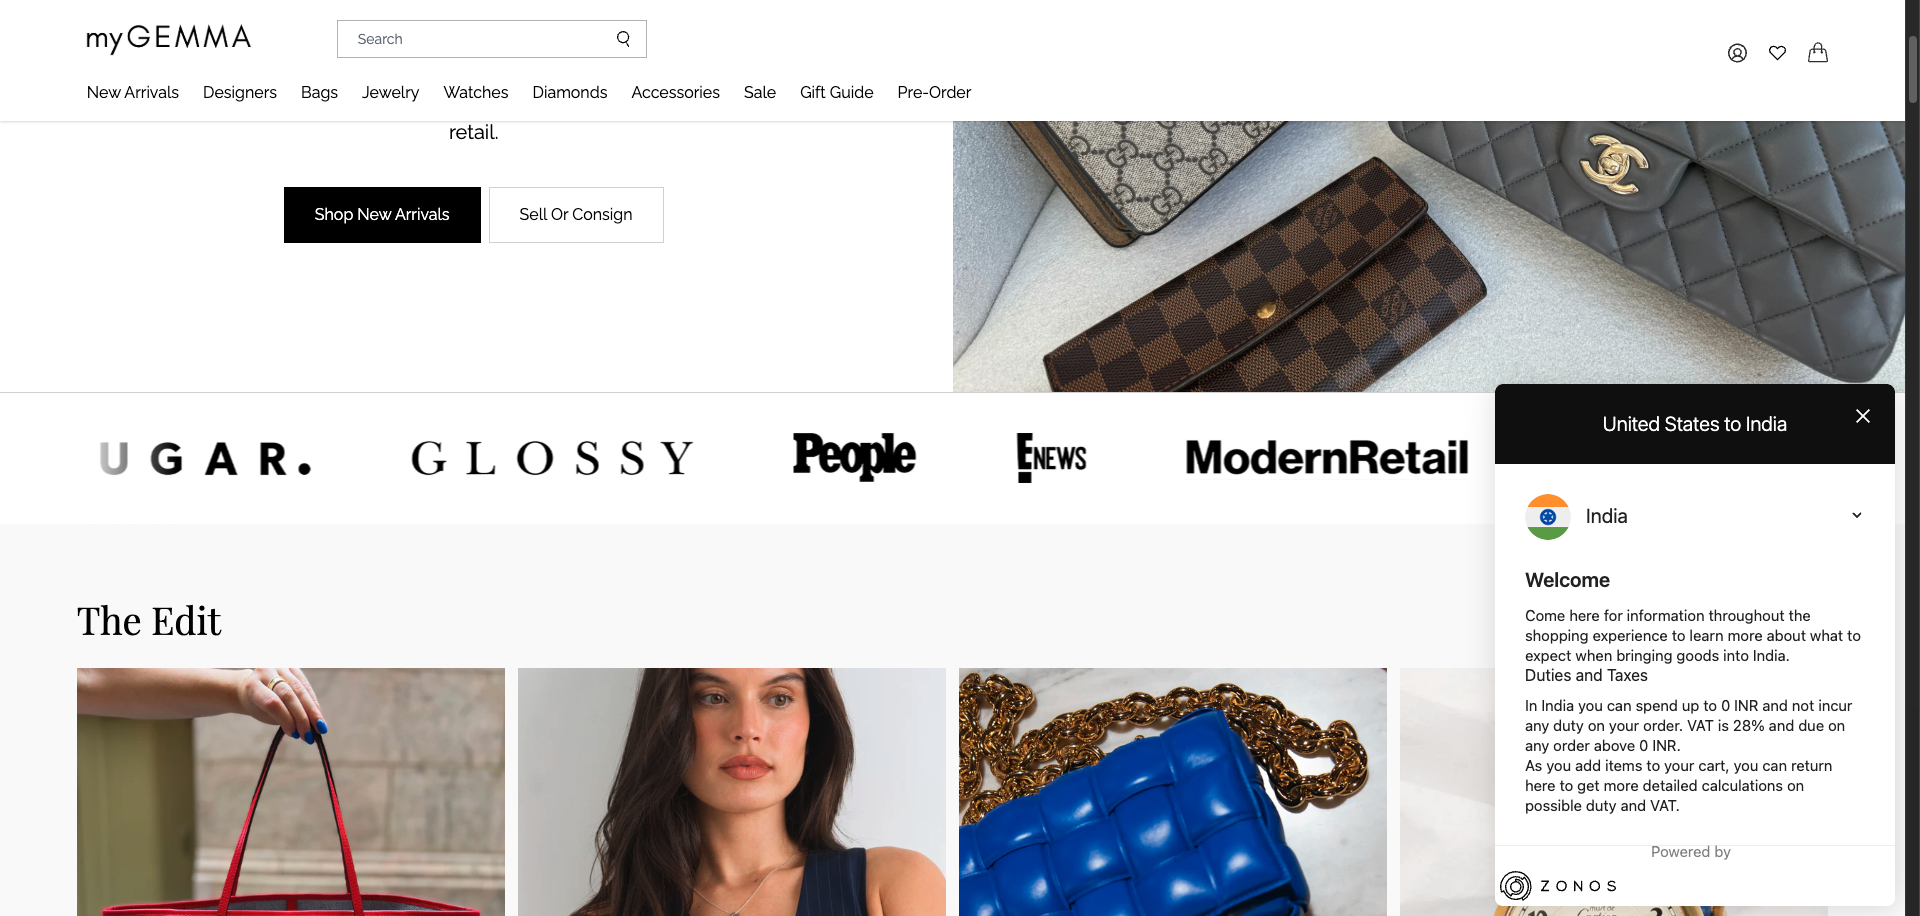 myGEMMA
Search
New Arrivals Designers Bags Jewelry Watches Diamonds Accessories Sale Gift Guide Pre-Order
retail.
Shop New Arrivals Sell Or Consign
UGAR. GLOSSY People E! NEWS ModernRetail
The Edit
United States to India
India
Welcome
Come here for information throughout the
shopping experience to learn more about what to
expect when bringing goods into India.
Duties and Taxes
In India you can spend up to 0 INR and not incur
any duty on your order. VAT is 28% and due on
any order above 0 INR.
As you add items to your cart, you can return
here to get more detailed calculations on
possible duty and VAT.
Powered by
ZONOS
must de
Cartier